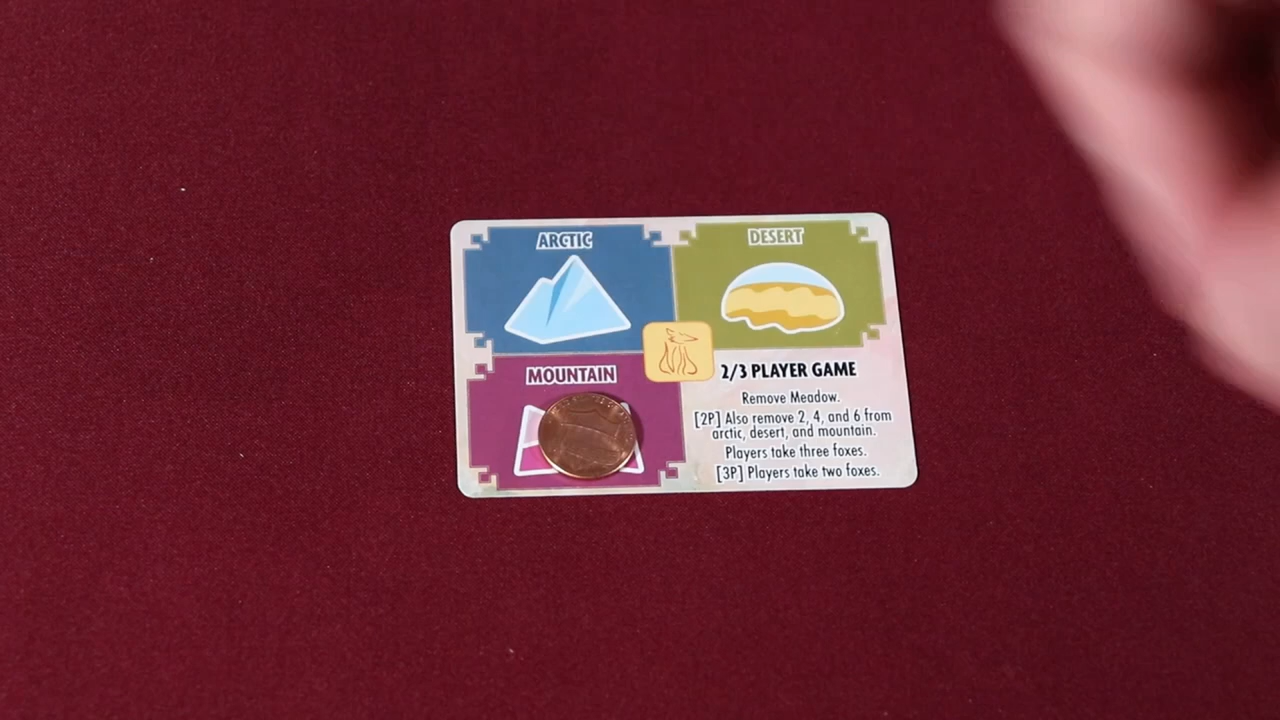 ARCTIC
DESERT
MOUNTAIN
2/3 PLAYER GAME
Remove Meadow.
[2P] Also remove 2, 4, and 6 from
arctic, desert, and mountain.
Players take three foxes.
[3P] Players take two foxes.